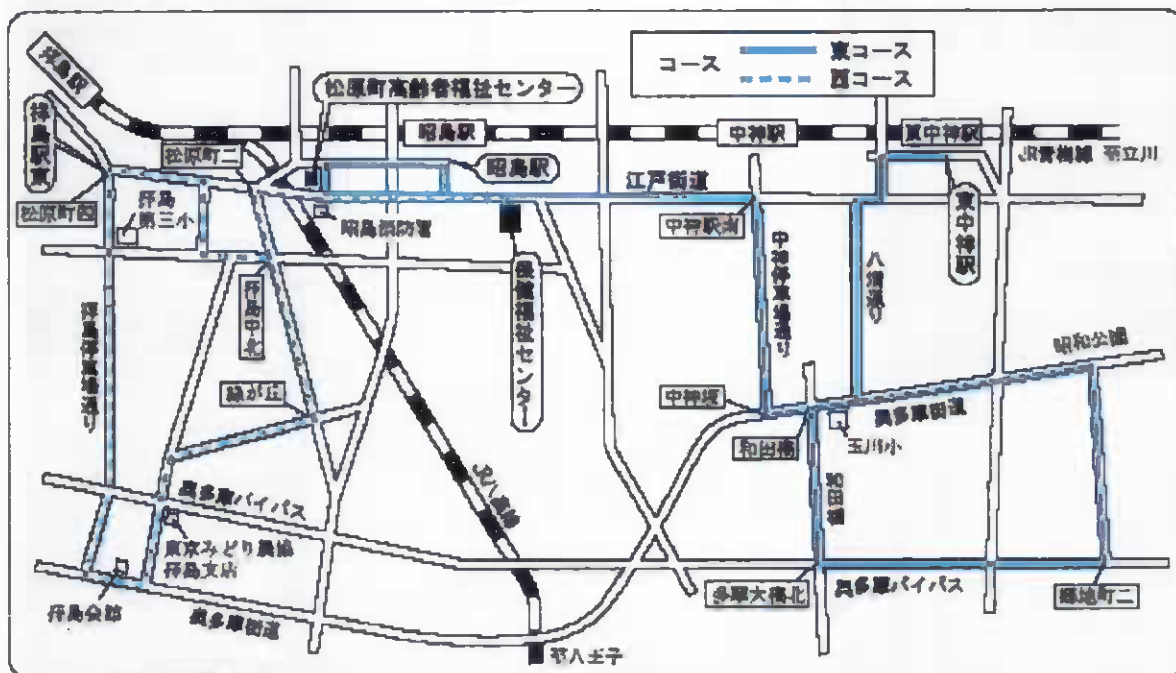 コース
東コース
西コース
拝島駅
松原町高齢者福祉センター
拝島駅東
松原町二
昭島駅
中神駅
東中神駅
JR青梅線 至立川
昭島駅
江戸街道
松原町四
拝島
第三小
昭島消防署
中神駅南
東中神駅
保健福祉センター
中神停車場通り
八清通り
拝島中北
拝島停車場通り
昭和公園
緑が丘
中神坂
奥多摩街道
和田橋
玉川小
JR八高線
奥多摩バイパス
東京みどり農協
拝島支店
多摩大橋北
奥多摩バイパス
郷地町二
拝島会館
奥多摩街道
至八王子